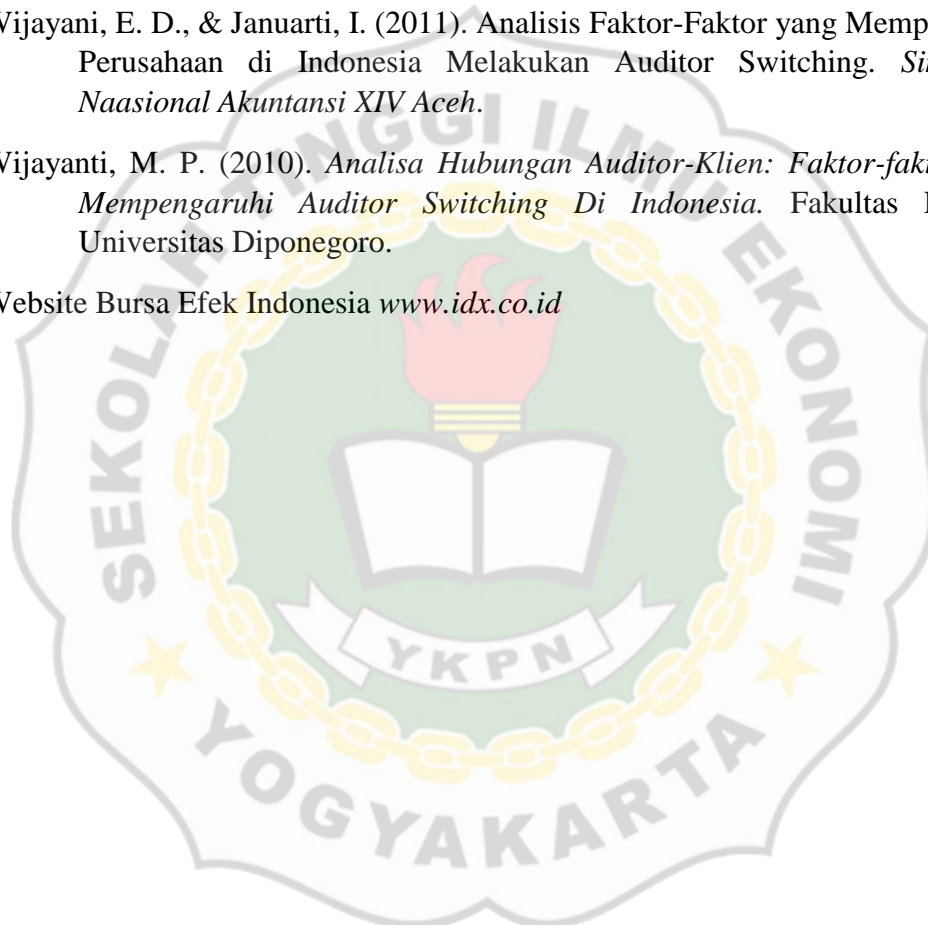 Vijayani, E. D., & Januarti, I. (2011). Analisis Faktor-Faktor yang Memp
Perusahaan di Indonesia Melakukan Auditor Switching. Si
Naasional Akuntansi XIV Aceh.
Vijayanti, M. P. (2010). Analisa Hubungan Auditor-Klien: Faktor-fak
Mempengaruhi Auditor Switching Di Indonesia. Fakultas
Universitas Diponegoro.
Website Bursa Efek Indonesia www.idx.co.id
SEKOLAH TINGGI ILMU EKONOMI
YKPN
YOGYAKARTA